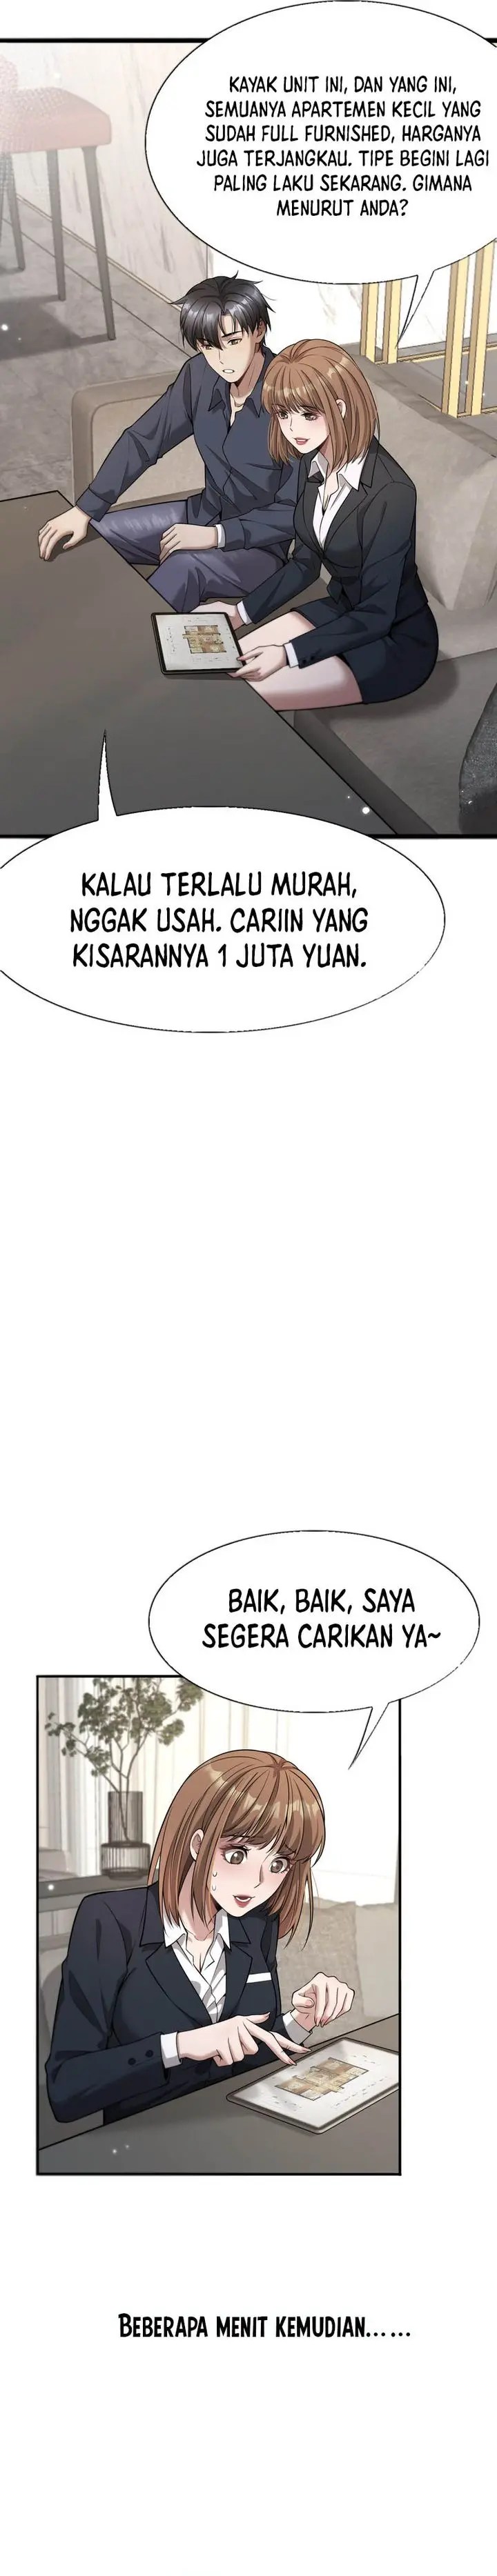 KAYAK UNIT INI, DAN YANG INI,
SEMUANYA APARTEMEN KECIL YANG
SUDAH FULL FURNISHED, HARGANYA
JUGA TERJANGKAU. TIPE BEGINI LAGI
PALING LAKU SEKARANG. GIMANA
MENURUT ANDA?
KALAU TERLALU MURAH,
NGGAK USAH. CARIIN YANG
KISARANNYA 1 JUTA YUAN.
BAIK, BAIK, SAYA
SEGERA CARIKAN YA~
BEBERAPA MENIT KEMUDIAN......